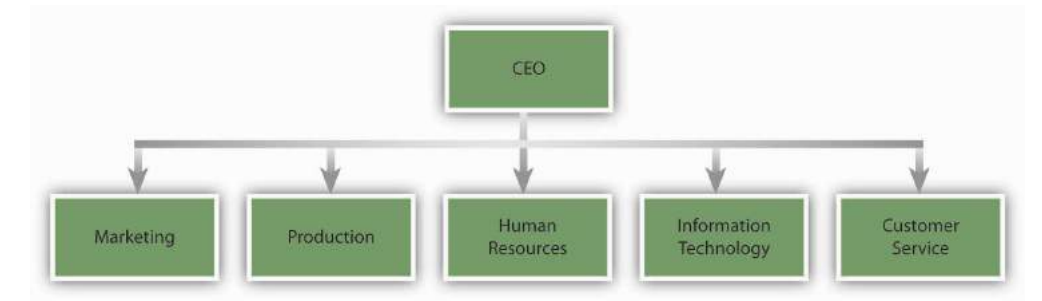 CEO
Marketing
Production
Human
Resources
Information
Technology
Customer
Service